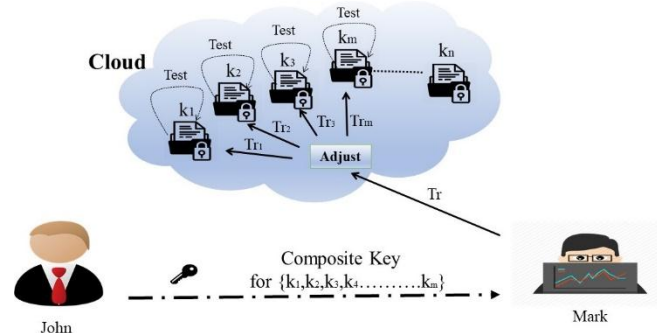 Test
Test
Test
Test
Cloud
k₁
k₂
k₃
kₘ
kₙ
Tr₁
Tr₂
Tr₃
Trₘ
Adjust
Tr
Composite Key
for {k₁,k₂,k₃,k₄..........kₘ}
John
Mark